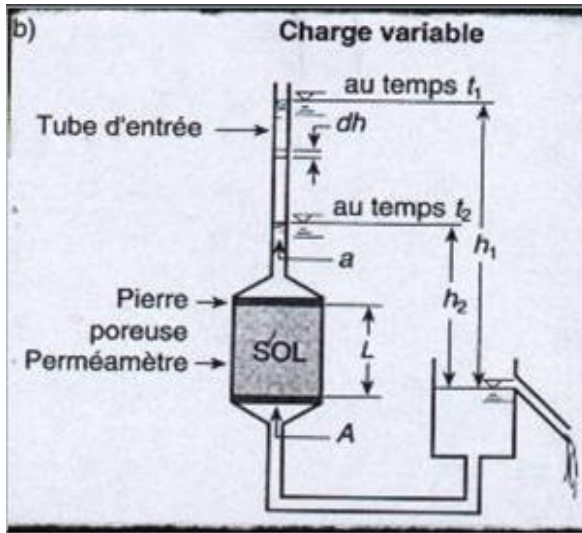 b)
Charge variable
au temps t₁
Tube d'entrée
dh
au temps t₂
a
h₁
h₂
Pierre
poreuse
Perméamètre
SOL
L
A